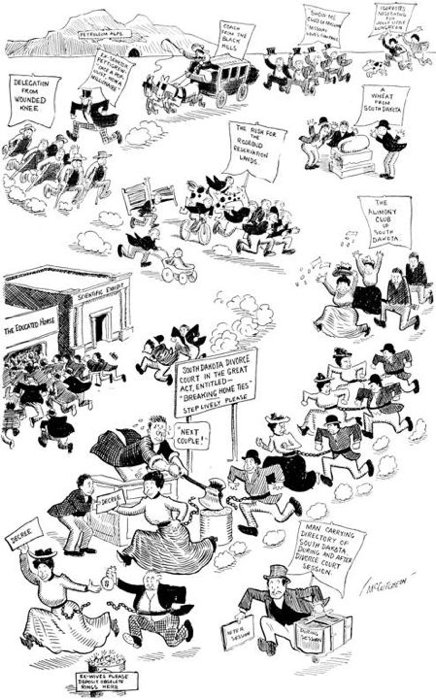 PETROLEUM ALPS
COACH
FROM THE
BLACK
HILLS
DELEGATION
FROM
WOUNDED
KNEE
A
WHEAT
FROM
SOUTH DAKOTA
THE RUSH FOR
THE
ROSEBUD
RESERVATION
LANDS.
THE
ALIMONY
CLUB
OF
SOUTH
DAKOTA.
THE EDUCATED HORSE
SCIENTIFIC EXHIBIT
SOUTH DAKOTA DIVORCE
COURT IN THE GREAT
ACT, ENTITLED—
"BREAKING HOME TIES"
STEP LIVELY PLEASE
"NEXT
COUPLE!"
DECREE
DECREE
MAN CARRYING
DIRECTORY OF
SOUTH DAKOTA
DURING AND AFTER
DIVORCE COURT
SESSION.
McCUTCHEON
AFTER
SESSION
DURING
SESSION
EX-WIVES PLEASE
DEPOSIT OBSOLETE
RINGS HERE